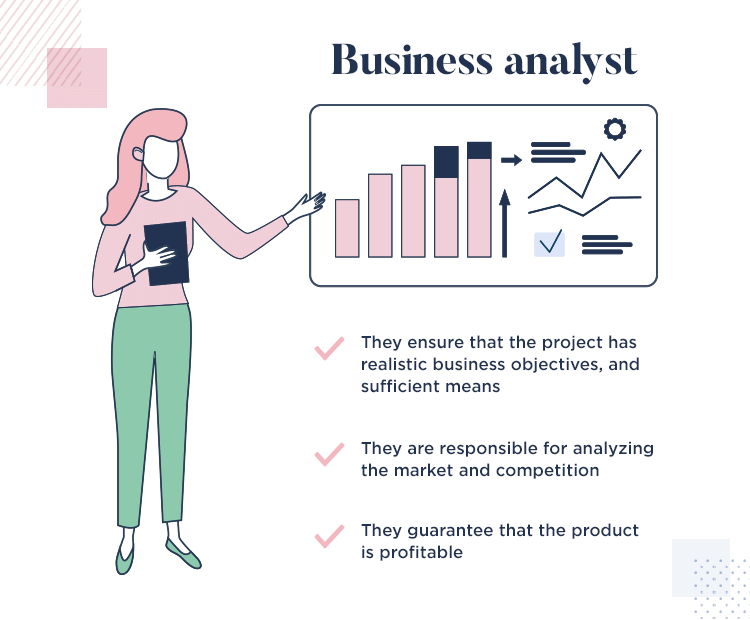 Business analyst
They ensure that the project has
realistic business objectives, and
sufficient means
They are responsible for analyzing
the market and competition
They guarantee that the product
is profitable